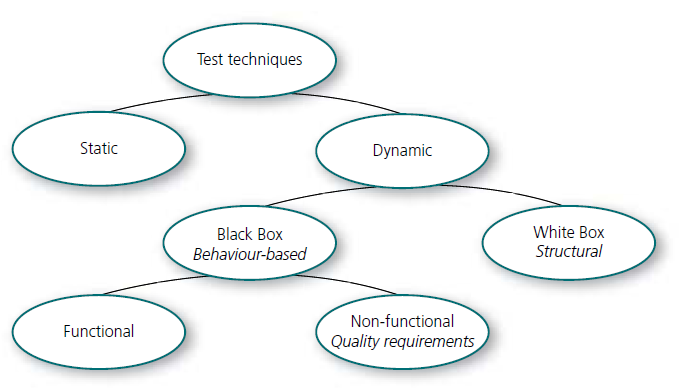 Test techniques
Static
Dynamic
Black Box
Behaviour-based
White Box
Structural
Functional
Non-functional
Quality requirements